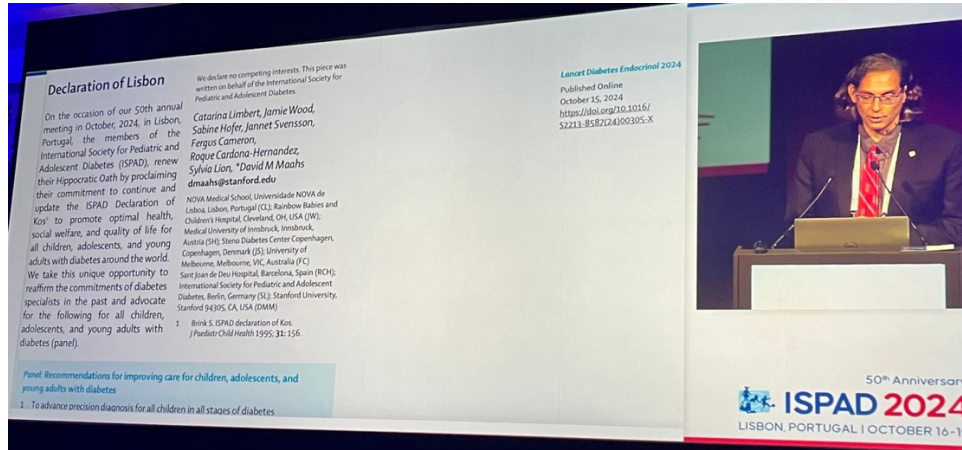 Declaration of Lisbon
On the occasion of our 50th annual
meeting in October, 2024, in Lisbon,
Portugal, the members of the
International Society for Pediatric and
Adolescent Diabetes (ISPAD), renew
their Hippocratic Oath by proclaiming
their commitment to continue and
update the ISPAD Declaration of
Kos¹ to promote optimal health,
social welfare, and quality of life for
all children, adolescents, and young
adults with diabetes around the world.
We take this unique opportunity to
reaffirm the commitments of diabetes
specialists in the past and advocate
for the following for all children,
adolescents, and young adults with
diabetes (panel).
We declare no competing interests. This piece was
written on behalf of the International Society for
Pediatric and Adolescent Diabetes.
Catarina Limbert, Jamie Wood,
Sabine Hofer, Jannet Svensson,
Fergus Cameron,
Roque Cardona-Hernandez,
Sylvia Lion, *David M Maahs
dmaahs@stanford.edu
NOVA Medical School, Universidade NOVA de
Lisboa, Lisbon, Portugal (CL); Rainbow Babies and
Children's Hospital, Cleveland, OH, USA (JW);
Medical University of Innsbruck, Innsbruck,
Austria (SH); Steno Diabetes Center Copenhagen,
Copenhagen, Denmark (JS); University of
Melbourne, Melbourne, VIC, Australia (FC)
Sant Joan de Deu Hospital, Barcelona, Spain (RCH);
International Society for Pediatric and Adolescent
Diabetes, Berlin, Germany (SL); Stanford University,
Stanford 94305, CA, USA (DMM)
1 Brink S. ISPAD declaration of Kos.
J Paediatr Child Health 1995; 31: 156.
Panel: Recommendations for improving care for children, adolescents, and
young adults with diabetes
1 To advance precision diagnosis for all children in all stages of diabetes
Lancet Diabetes Endocrinol 2024
Published Online
October 15, 2024
https://doi.org/10.1016/
S2213-8587(24)00305-X
50th Anniversar
ISPAD 2024
LISBON, PORTUGAL | OCTOBER 16-1